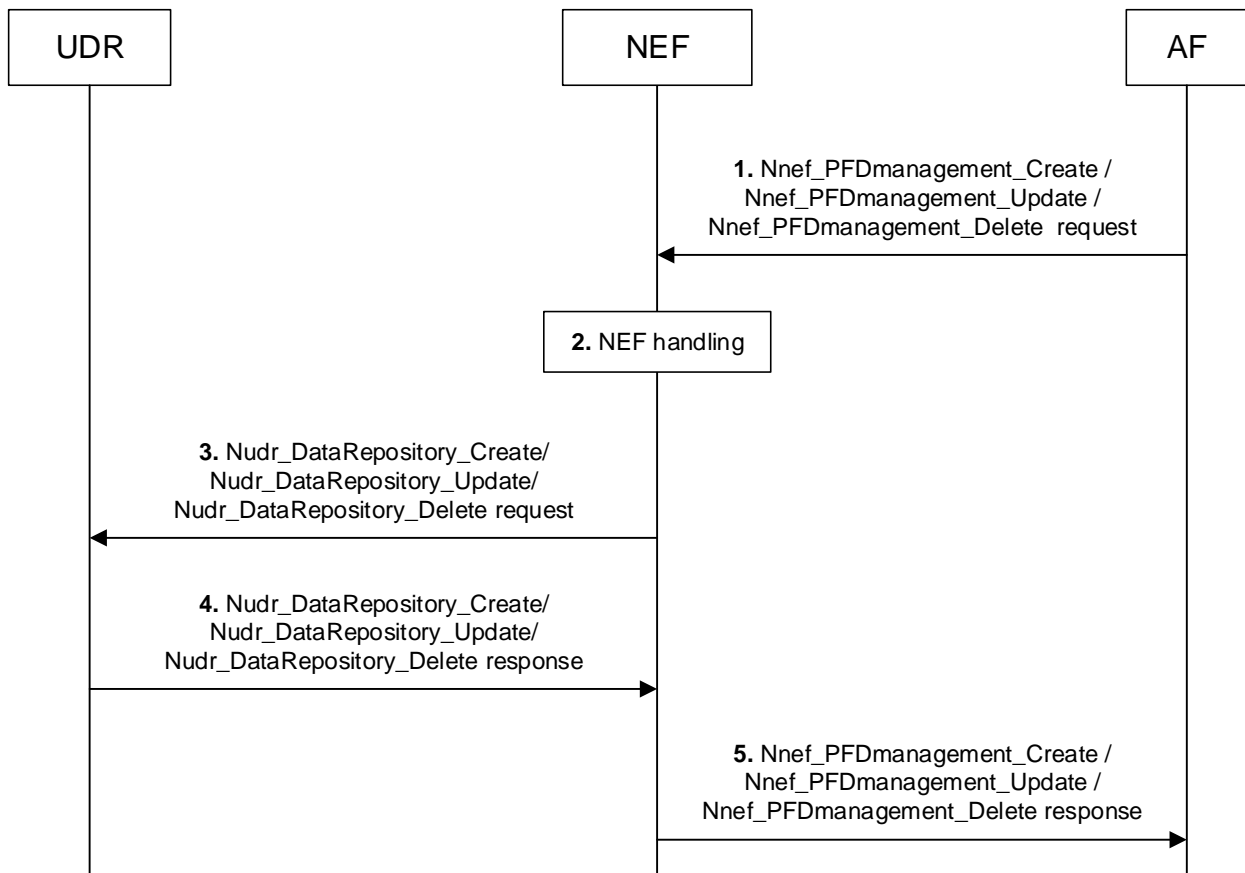 UDR
NEF
AF
1. Nnef_PFDmanagement_Create /
Nnef_PFDmanagement_Update /
Nnef_PFDmanagement_Delete  request
2. NEF handling
3. Nudr_DataRepository_Create/
Nudr_DataRepository_Update/
Nudr_DataRepository_Delete request
4. Nudr_DataRepository_Create/
Nudr_DataRepository_Update/
Nudr_DataRepository_Delete response
5. Nnef_PFDmanagement_Create /
Nnef_PFDmanagement_Update /
Nnef_PFDmanagement_Delete response